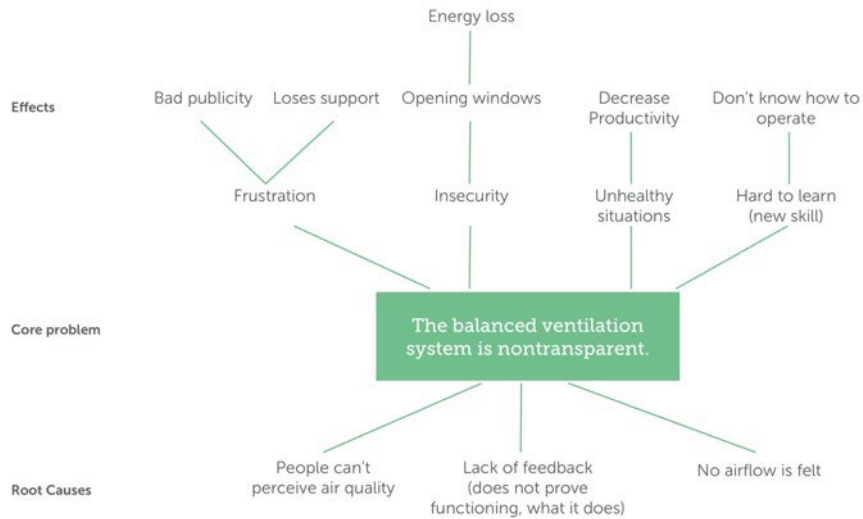 Energy loss
Effects
Bad publicity
Loses support
Opening windows
Decrease
Productivity
Don't know how to
operate
Frustration
Insecurity
Unhealthy
situations
Hard to learn
(new skill)
Core problem
The balanced ventilation
system is nontransparent.
Root Causes
People can't
perceive air quality
Lack of feedback
(does not prove
functioning, what it does)
No airflow is felt